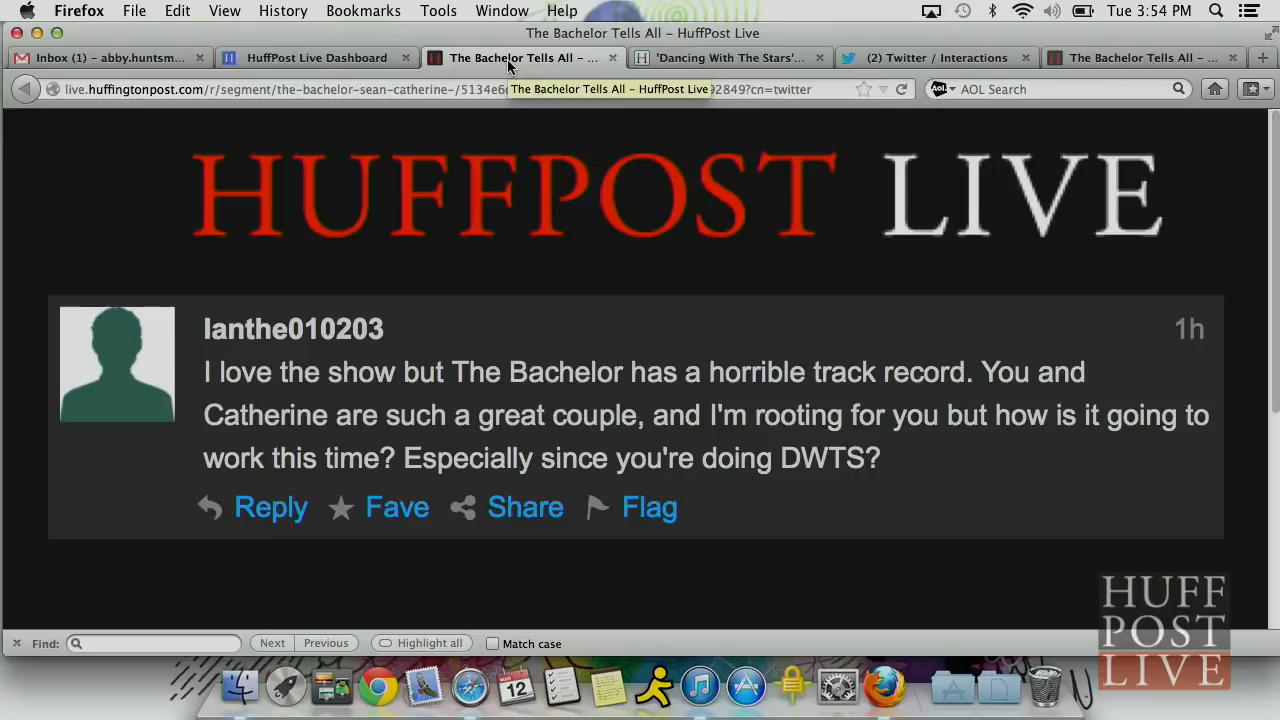 Firefox File Edit View History Bookmarks Tools Window Help Tue 3:54 PM
The Bachelor Tells All – HuffPost Live
Inbox (1) – abby.huntsm... HuffPost Live Dashboard The Bachelor Tells All – ... 'Dancing With The Stars'... (2) Twitter / Interactions The Bachelor Tells All – ...
live.huffingtonpost.com/r/segment/the-bachelor-sean-catherine-/5134e6 92849?cn=twitter AOL Search
The Bachelor Tells All – HuffPost Live
Aol.
HUFFPOST LIVE
Ianthe010203 1h
I love the show but The Bachelor has a horrible track record. You and
Catherine are such a great couple, and I'm rooting for you but how is it going to
work this time? Especially since you're doing DWTS?
Reply Fave Share Flag
HUFF
POST
LIVE
Find: Next Previous Highlight all Match case
MAR
12